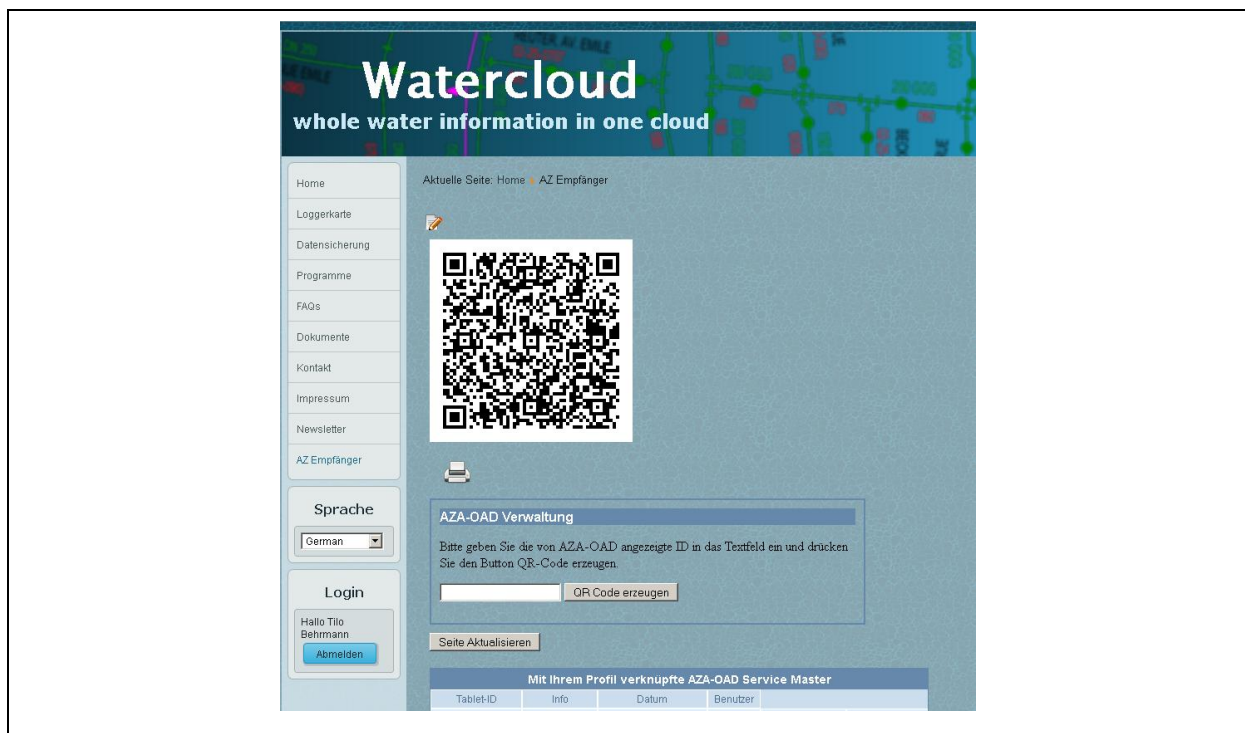 Watercloud
whole water information in one cloud
Home
Loggerkarte
Datensicherung
Programme
FAQs
Dokumente
Kontakt
Impressum
Newsletter
AZ Empfänger
Sprache
German
Login
Hallo Tilo
Behrmann
Abmelden
Aktuelle Seite: Home AZ Empfänger
AZA-OAD Verwaltung
Bitte geben Sie die von AZA-OAD angezeigte ID in das Textfeld ein und drücken
Sie den Button QR-Code erzeugen.
QR Code erzeugen
Seite Aktualisieren
Mit Ihrem Profil verknüpfte AZA-OAD Service Master
Tablet-ID Info Datum Benutzer